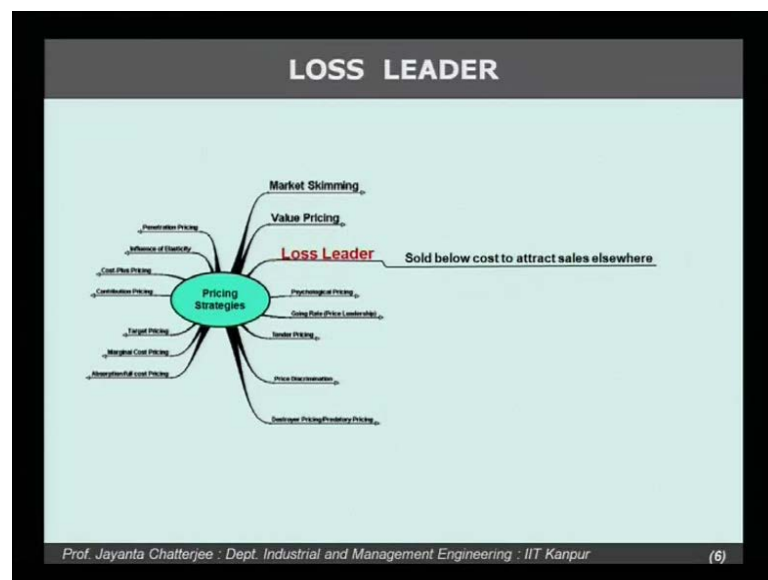 LOSS LEADER
Market Skimming
Value Pricing
Loss Leader
Sold below cost to attract sales elsewhere
Psychological Pricing
Going Rate (Price Leadership)
Tender Pricing
Price Discrimination
Destroyer Pricing/Predatory Pricing
Penetration Pricing
Influence of Elasticity
Cost-Plus Pricing
Contribution Pricing
Target Pricing
Marginal Cost Pricing
Absorption/full cost Pricing
Pricing
Strategies
Prof. Jayanta Chatterjee : Dept. Industrial and Management Engineering : IIT Kanpur
(6)